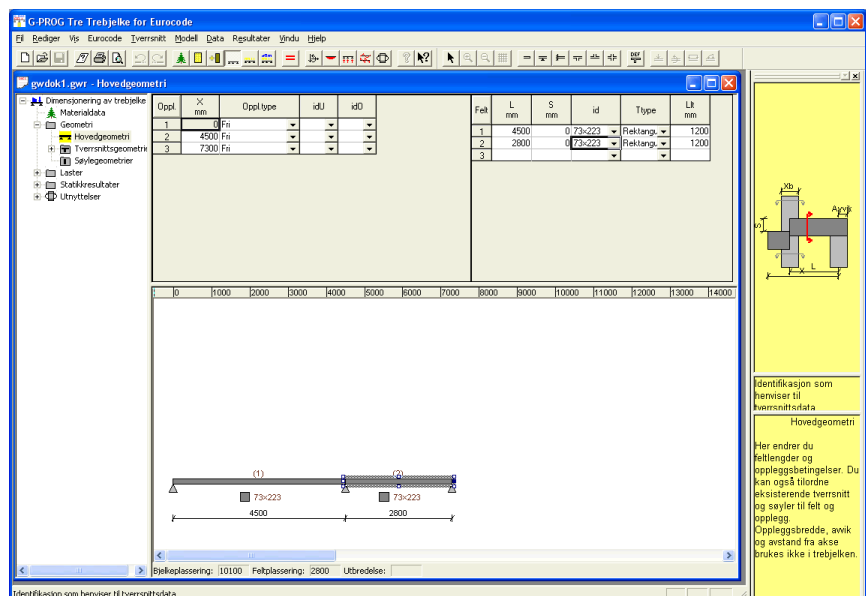 G-PROG Tre Trebjelke for Eurocode
Fil Rediger Vis Eurocode Tverrsnitt Modell Data Resultater Vindu Hjelp
gwdok1.gwr - Hovedgeometri
Dimensjonering av trebjelke
Materialdata
Geometri
Hovedgeometri
Tverrsnittsgeometrie
Søylegeometrier
Laster
Statikkresultater
Utnyttelser
Oppl. X mm Oppl.type idU idO
1 0 Fri
2 4500 Fri
3 7300 Fri
Felt L mm S mm id Ttype Llt mm
1 4500 0 73×223 Rektangu. 1200
2 2800 0 73×223 Rektangu. 1200
3
0 1000 2000 3000 4000 5000 6000 7000 8000 9000 10000 11000 12000 13000 14000
(1) (2)
73×223 73×223
4500 2800
Bjelkeplassering: 10100 Feltplassering: 2800 Utbredelse:
Xb
Avvik
S
L
X
Identifikasjon som
henviser til
tverrsnittsdata
Hovedgeometri
Her endrer du
feltlengder og
oppleggsbetingelser. Du
kan også tilordne
eksisterende tverrsnitt
og søyler til felt og
opplegg.
Oppleggsbredde, avvik
og avstand fra akse
brukes ikke i trebjelken.
Identifikasjon som henviser til tverrsnittsdata